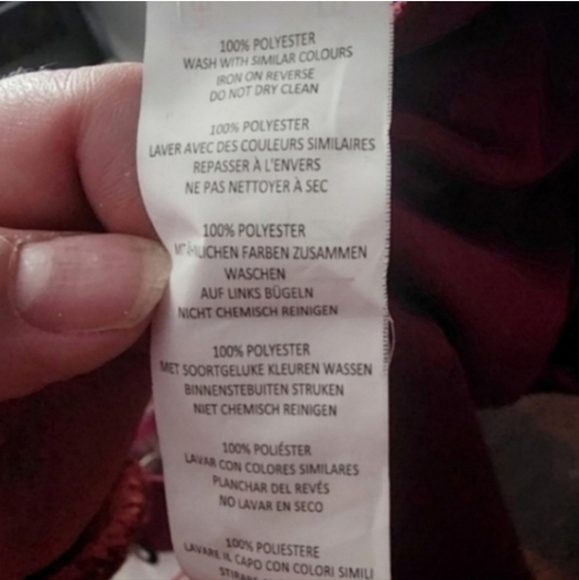 100% POLYESTER
WASH WITH SIMILAR COLOURS
IRON ON REVERSE
DO NOT DRY CLEAN
100% POLYESTER
LAVER AVEC DES COULEURS SIMILAIRES
REPASSER À L'ENVERS
NE PAS NETTOYER À SEC
100% POLYESTER
FARBEN ZUSAMMEN
WASCHEN
AUF LINKS BÜGELN
NICHT CHEMISCH REINIGEN
100% POLYESTER
MET SOORTGELUKE KLEUREN WASSEN
BINNENSTEBUITEN STRUKEN
NIET CHEMISCH REINIGEN
100% POLIÉSTER
LAVAR CON COLORES SIMILARES
PLANCHAR DEL REVÉS
NO LAVAR EN SECO
100% POLIESTERE
LAVARE IL CAPO CON COLORI SIMILI